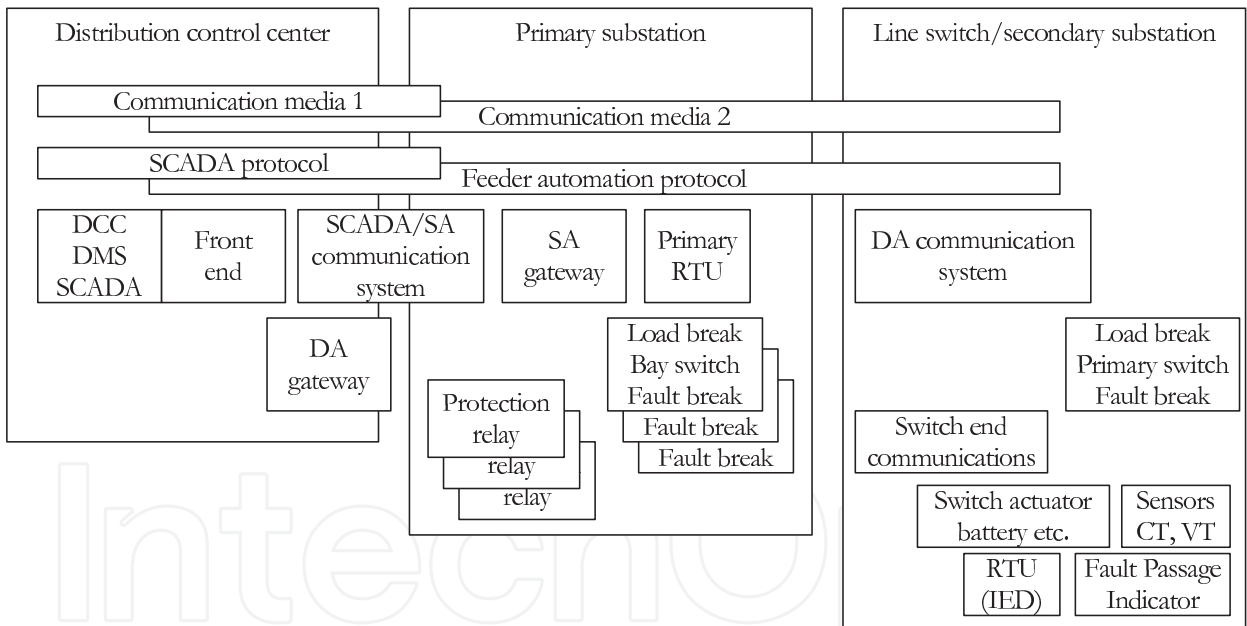 Distribution control center
Primary substation
Line switch/secondary substation
Communication media 1
Communication media 2
SCADA protocol
Feeder automation protocol
DCC
DMS
SCADA
Front
end
SCADA/SA
communication
system
SA
gateway
Primary
RTU
DA communication
system
DA
gateway
Load break
Bay switch
Fault break
Fault break
Fault break
Protection
relay
relay
relay
Load break
Primary switch
Fault break
Switch end
communications
Switch actuator
battery etc.
Sensors
CT, VT
RTU
(IED)
Fault Passage
Indicator